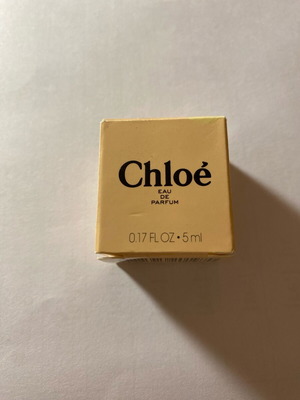 Chloé
EAU
DE
PARFUM
0.17 FL OZ • 5 ml